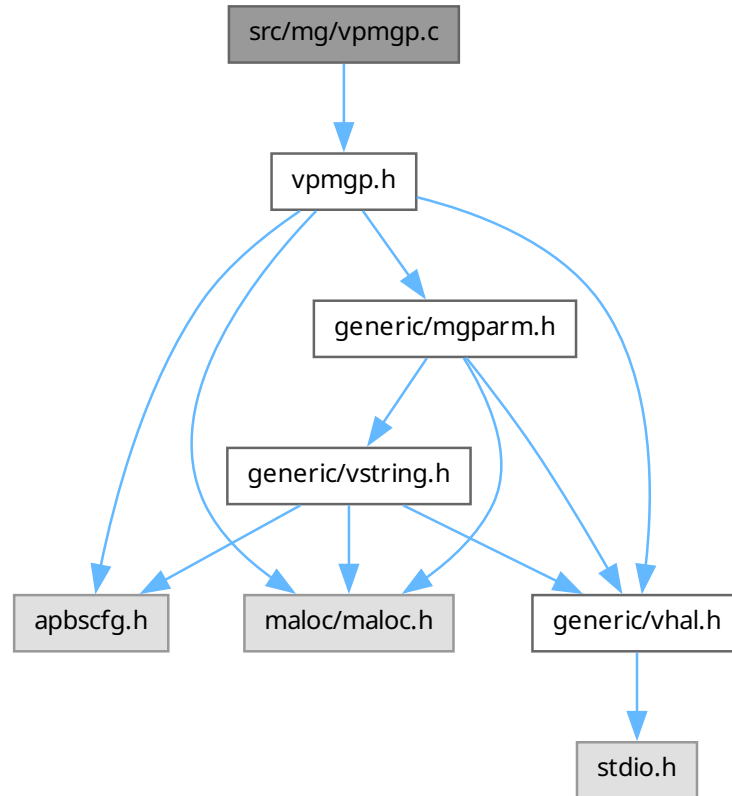 src/mg/vpmgp.c
vpmgp.h
generic/mgparm.h
generic/vstring.h
apbscfg.h
maloc/maloc.h
generic/vhal.h
stdio.h